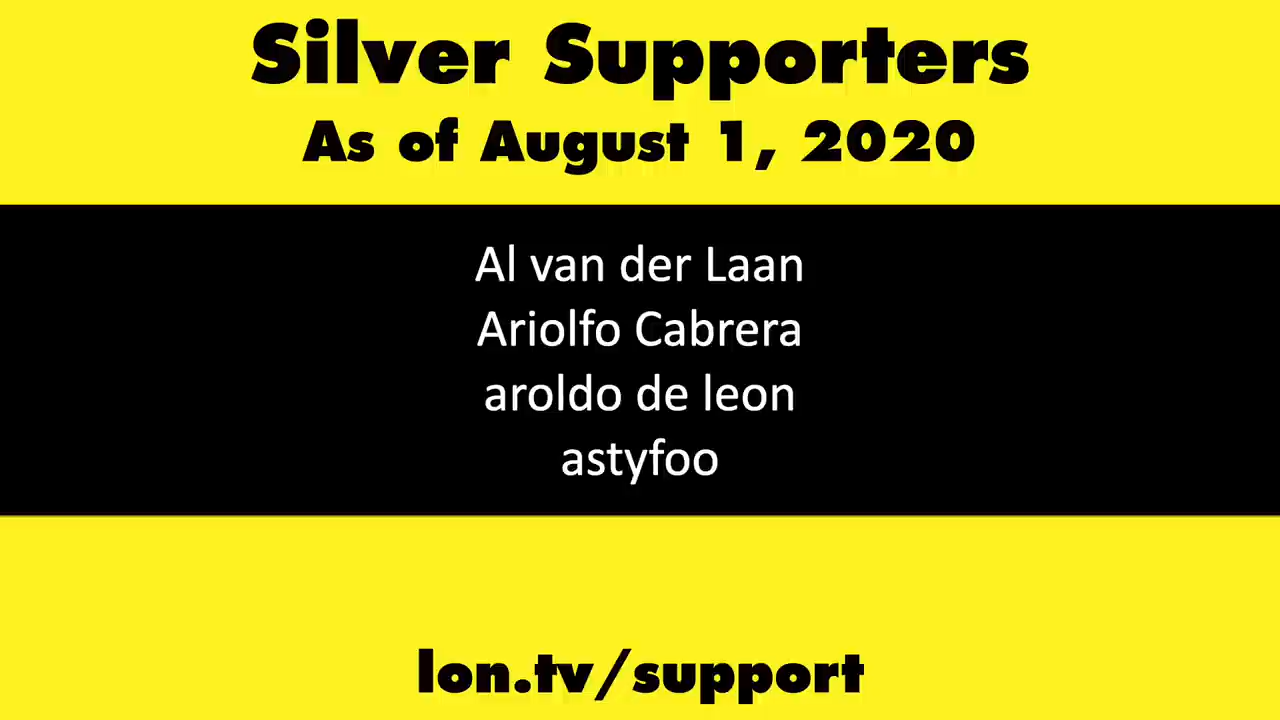 Silver Supporters
As of August 1, 2020
Al van der Laan
Ariolfo Cabrera
aroldo de leon
astyfoo
lon.tv/support